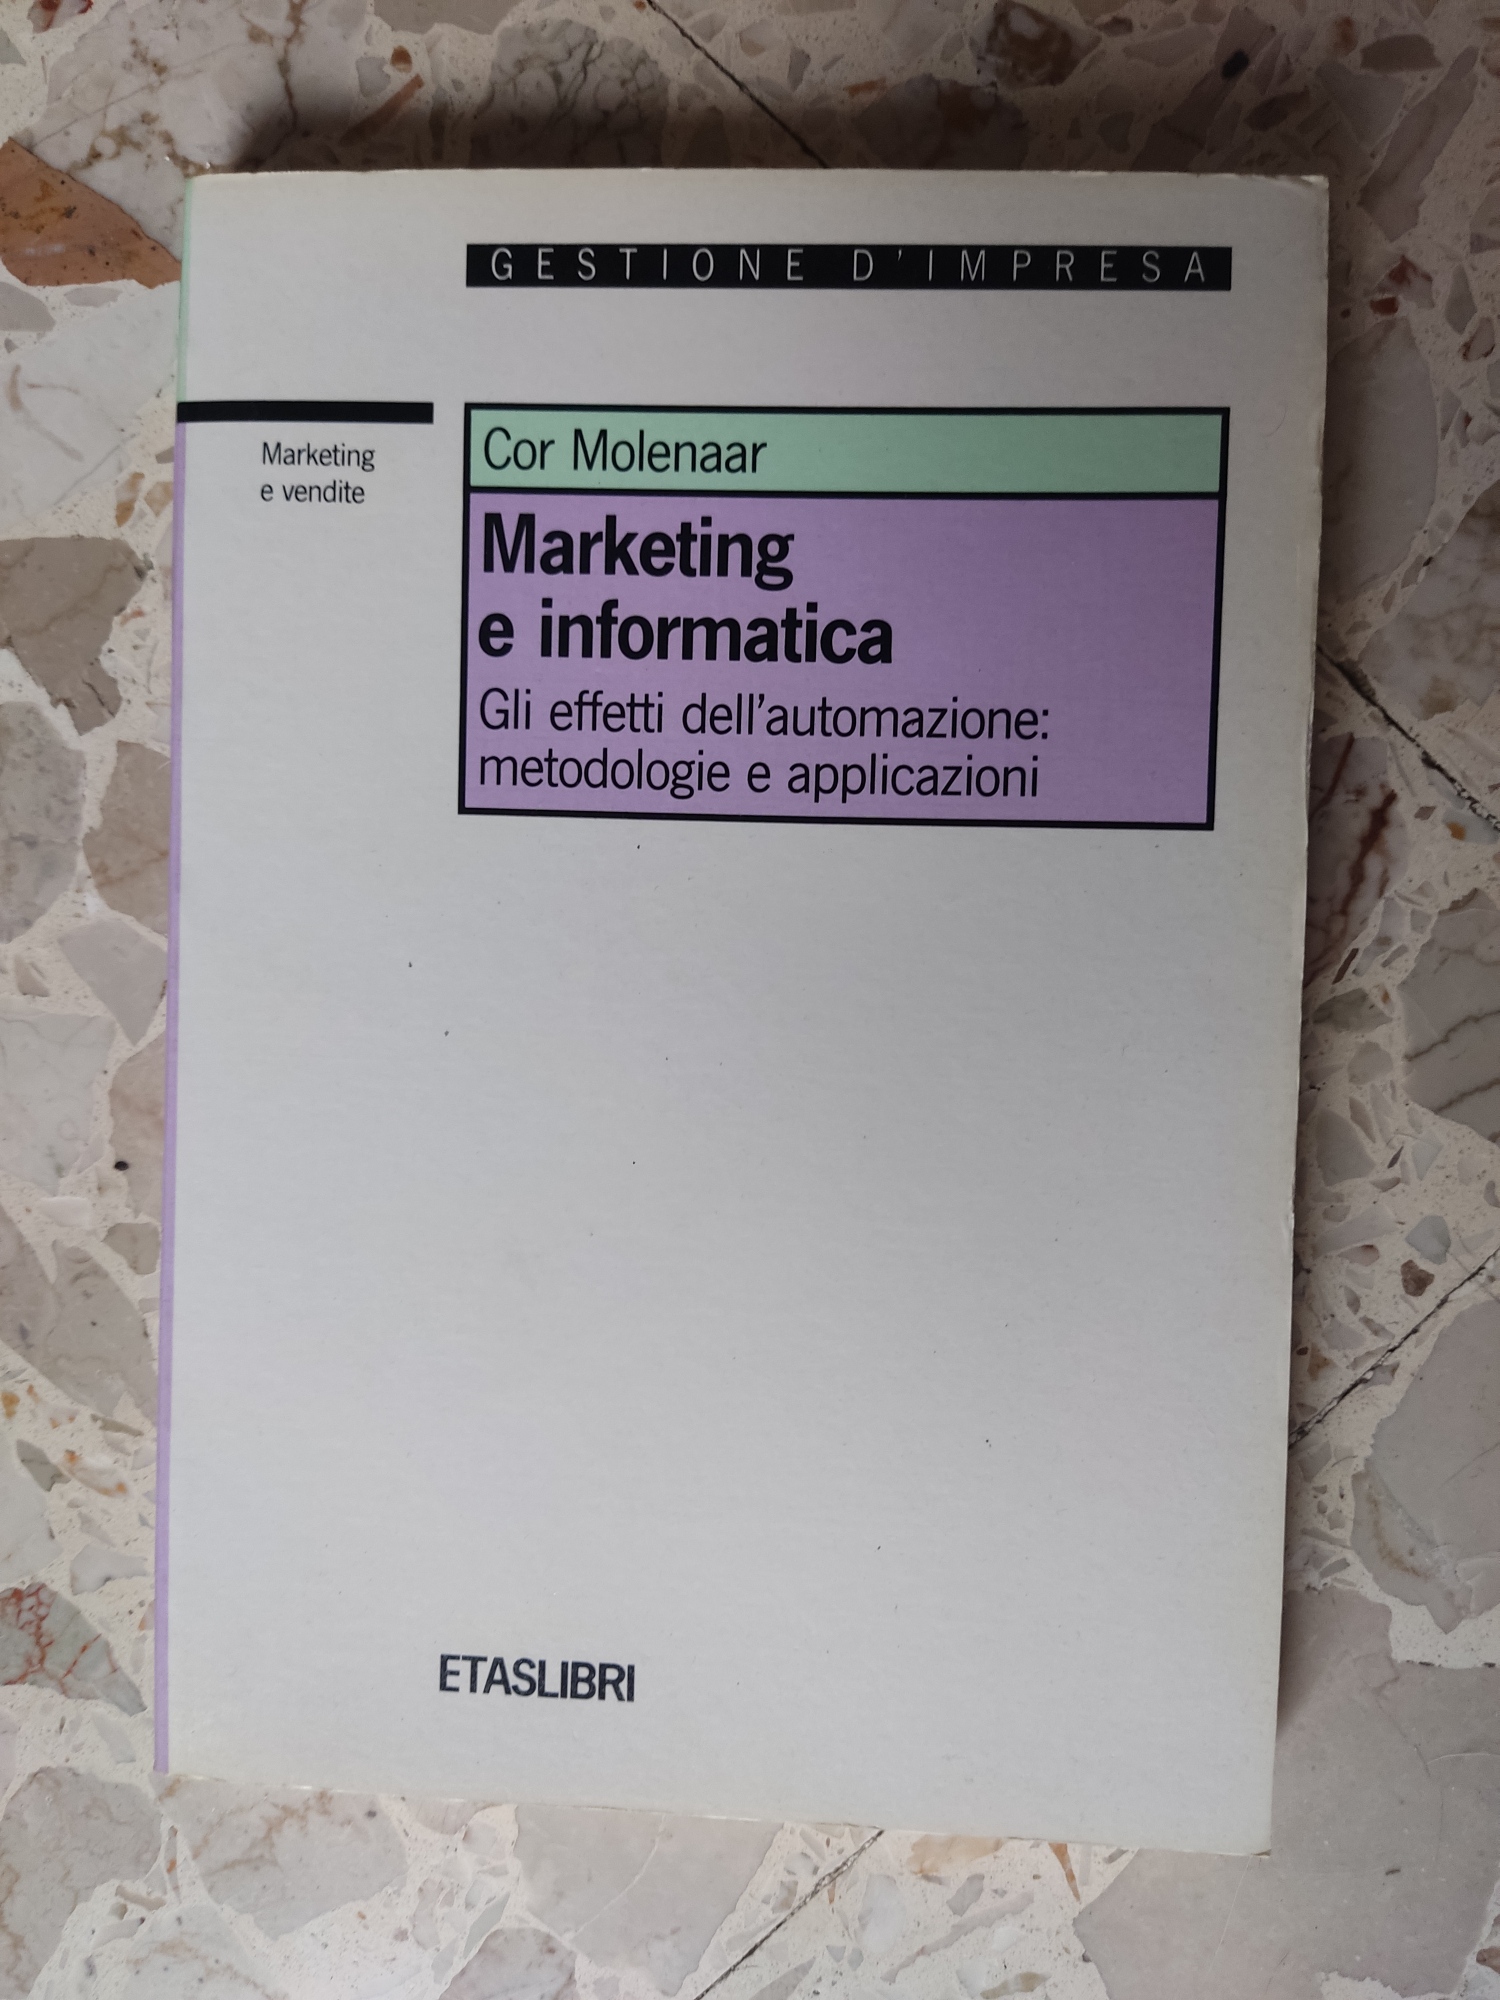 GESTIONE D'IMPRESA
Marketing
e vendite
Cor Molenaar
Marketing
e informatica
Gli effetti dell'automazione:
metodologie e applicazioni
ETASLIBRI